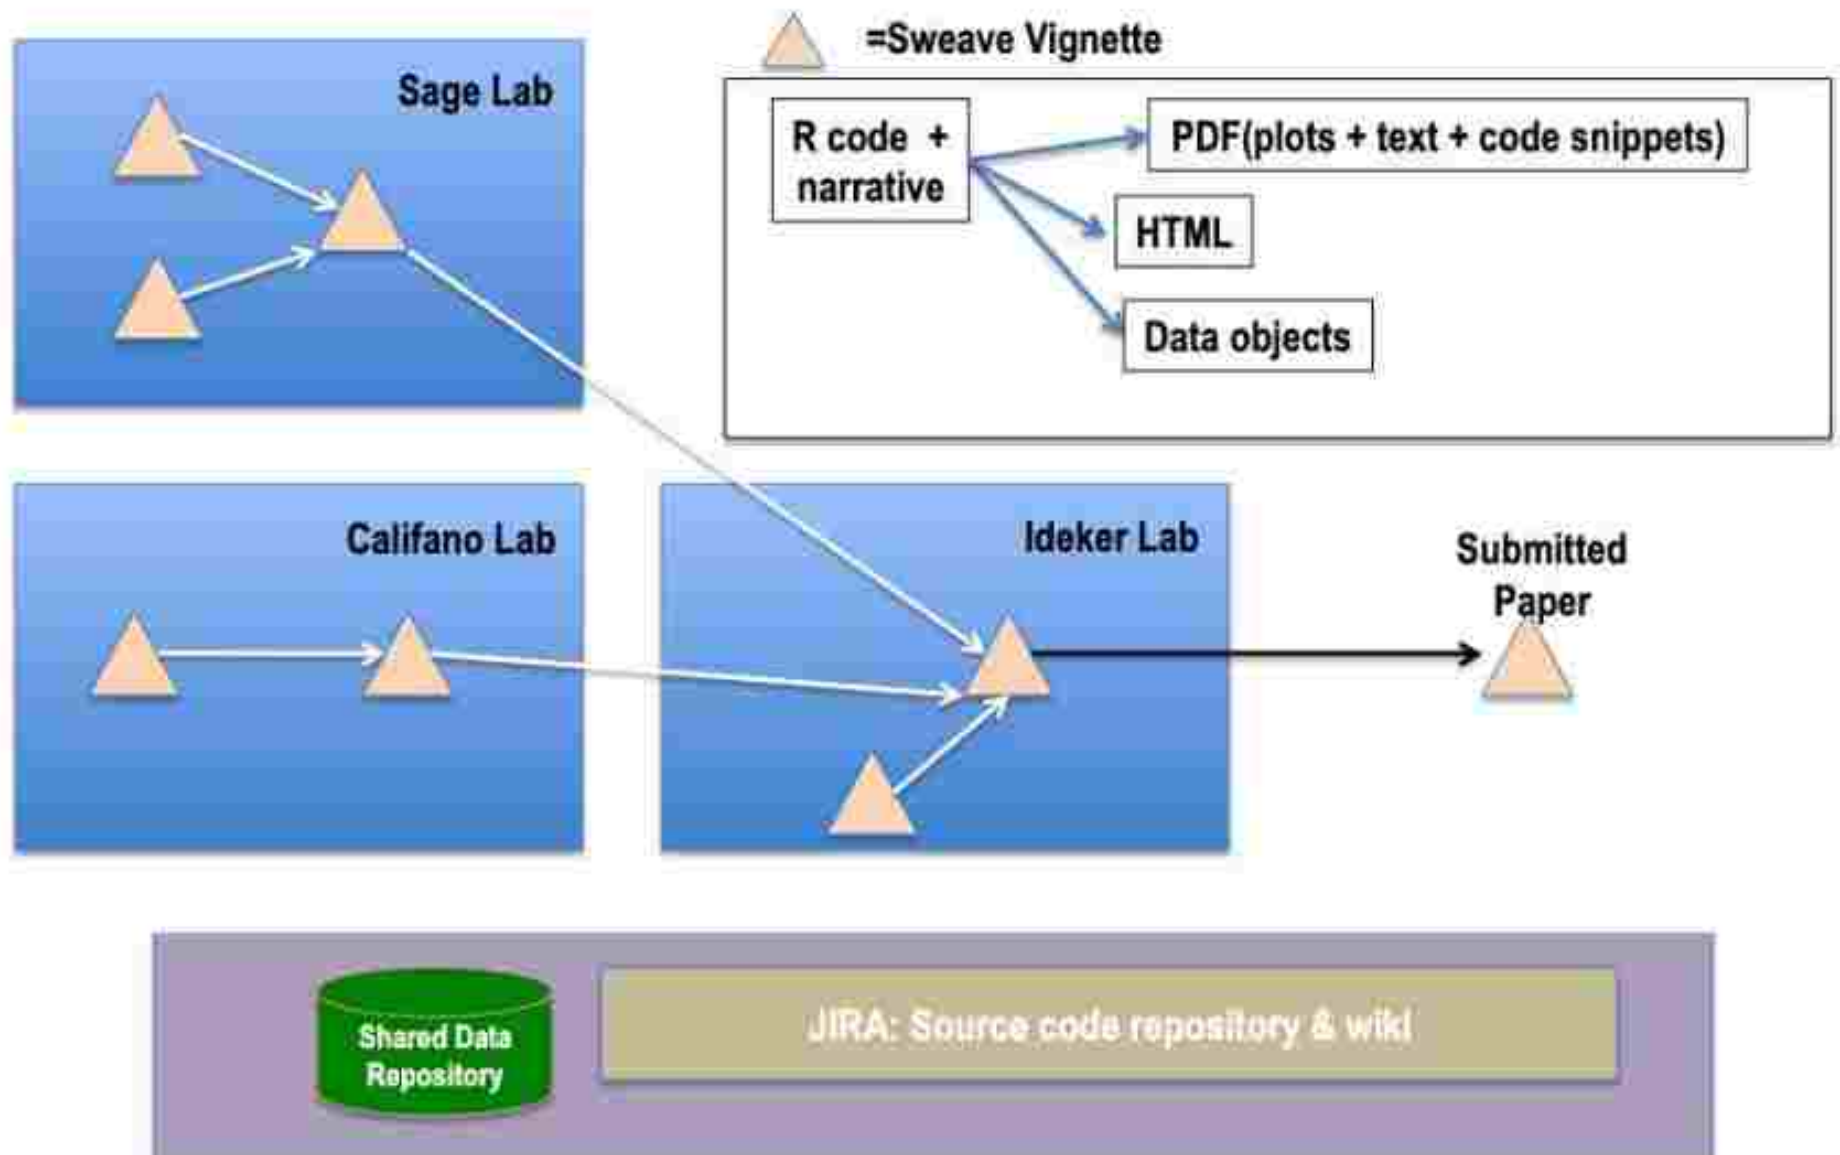 =Sweave Vignette
Sage Lab
R code +
narrative
PDF(plots + text + code snippets)
HTML
Data objects
Califano Lab
Ideker Lab
Submitted
Paper
Shared Data
Repository
JIRA: Source code repository & wiki